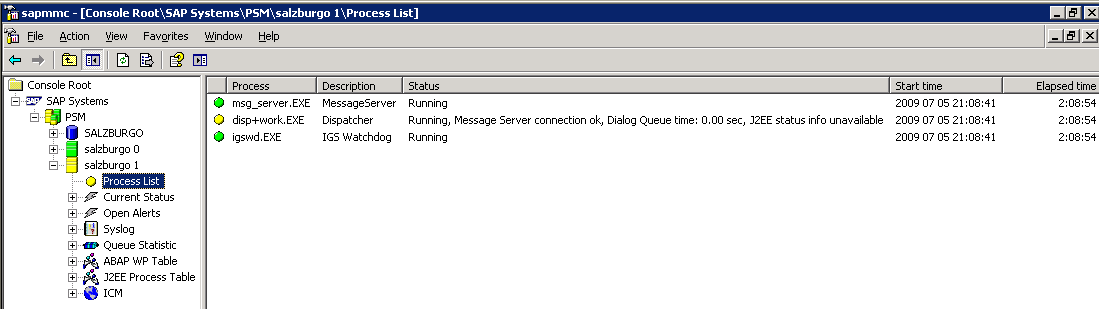 sapmmc - [Console Root\SAP Systems\PSM\salzburgo 1\Process List]
File Action View Favorites Window Help
Console Root
SAP Systems
PSM
SALZBURGO
salzburgo 0
salzburgo 1
Process List
Current Status
Open Alerts
Syslog
Queue Statistic
ABAP WP Table
J2EE Process Table
ICM
Process Description Status Start time Elapsed time
msg_server.EXE MessageServer Running 2009 07 05 21:08:41 2:08:54
disp+work.EXE Dispatcher Running, Message Server connection ok, Dialog Queue time: 0.00 sec, J2EE status info unavailable 2009 07 05 21:08:41 2:08:54
igswd.EXE IGS Watchdog Running 2009 07 05 21:08:41 2:08:54